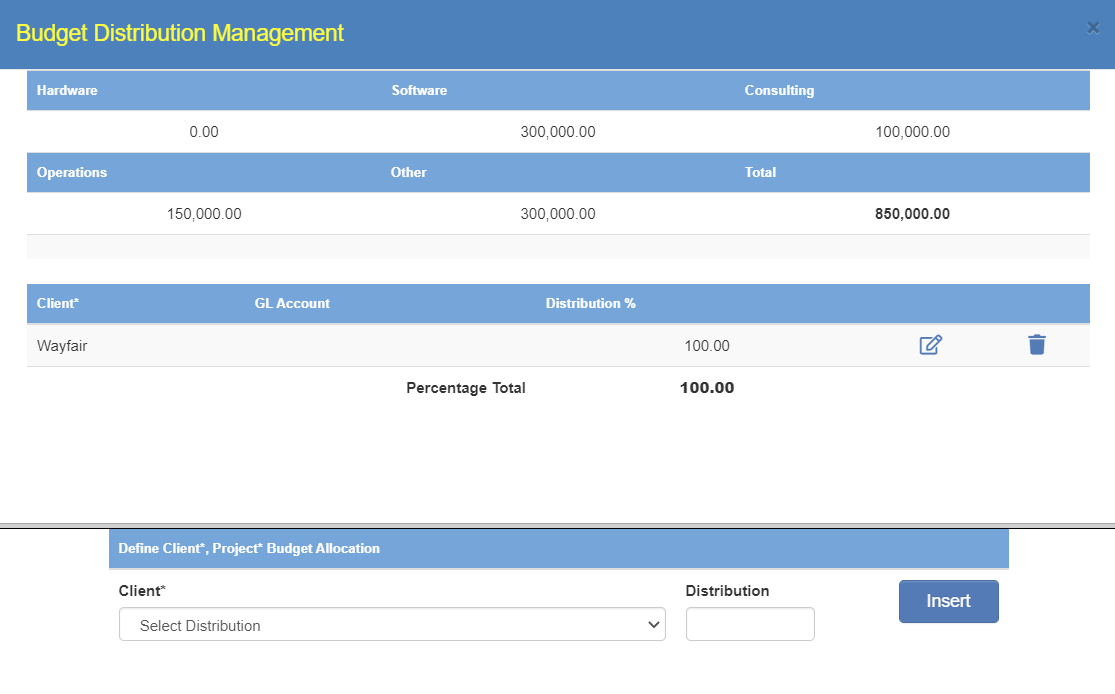 Budget Distribution Management ×
Hardware Software Consulting
0.00 300,000.00 100,000.00
Operations Other Total
150,000.00 300,000.00 850,000.00
Client* GL Account Distribution %
Wayfair 100.00
Percentage Total 100.00
Define Client*, Project* Budget Allocation
Client* Distribution
Insert
Select Distribution